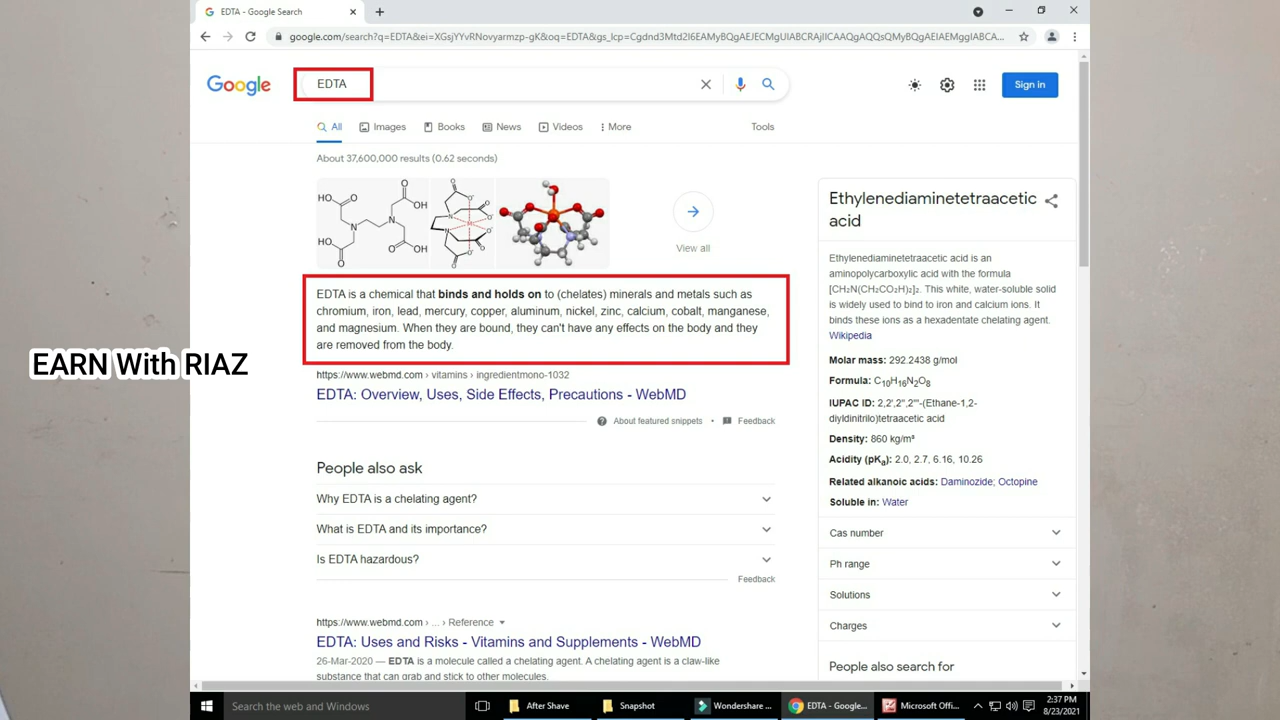 EDTA - Google Search
google.com/search?q=EDTA&ei=XGsjYYvRNovyarmzp-gK&oq=EDTA&gs_lcp=Cgdnd3Mtd2l6EAMyBQgAEJECMgUIABCRAjIICAAQgAQQsQMyBQgAEIAEMggIABCA...
Google
EDTA
Sign in
All Images Books News Videos More Tools
About 37,600,000 results (0.62 seconds)
View all
EDTA is a chemical that binds and holds on to (chelates) minerals and metals such as
chromium, iron, lead, mercury, copper, aluminum, nickel, zinc, calcium, cobalt, manganese,
and magnesium. When they are bound, they can't have any effects on the body and they
are removed from the body.
https://www.webmd.com › vitamins › ingredientmono-1032
EDTA: Overview, Uses, Side Effects, Precautions - WebMD
About featured snippets • Feedback
People also ask
Why EDTA is a chelating agent?
What is EDTA and its importance?
Is EDTA hazardous?
Feedback
https://www.webmd.com › ... › Reference
EDTA: Uses and Risks - Vitamins and Supplements - WebMD
26-Mar-2020 — EDTA is a molecule called a chelating agent. A chelating agent is a claw-like
substance that can grab and stick to other molecules.
Ethylenediaminetetraacetic
acid
Ethylenediaminetetraacetic acid is an
aminopolycarboxylic acid with the formula
[CH₂N(CH₂CO₂H)₂]₂. This white, water-soluble solid
is widely used to bind to iron and calcium ions. It
binds these ions as a hexadentate chelating agent.
Wikipedia
Molar mass: 292.2438 g/mol
Formula: C₁₀H₁₆N₂O₈
IUPAC ID: 2,2',2'',2'''-(Ethane-1,2-
diyldinitrilo)tetraacetic acid
Density: 860 kg/m³
Acidity (pKₐ): 2.0, 2.7, 6.16, 10.26
Related alkanoic acids: Daminozide; Octopine
Soluble in: Water
Cas number
Ph range
Solutions
Charges
People also search for
EARN With RIAZ
Search the web and Windows
After Shave
Snapshot
Wondershare ...
EDTA - Google...
Microsoft Offi...
2:37 PM
8/23/2021